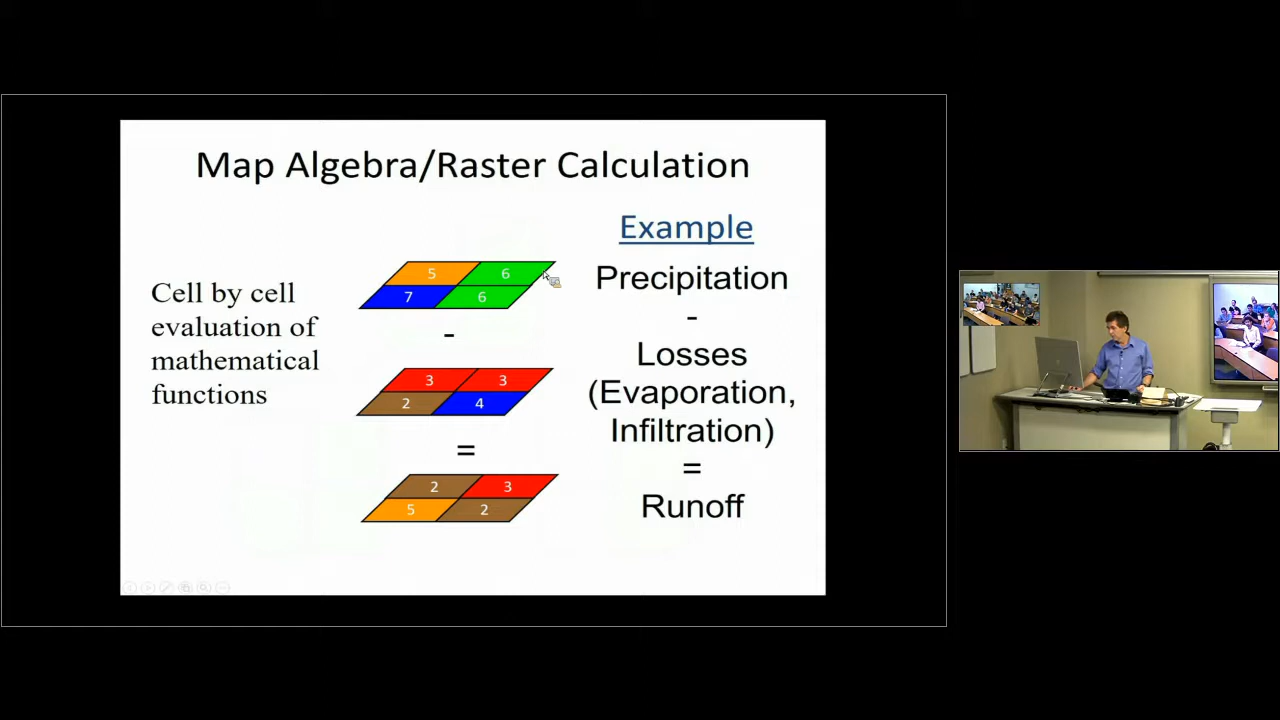 Map Algebra/Raster Calculation
Cell by cell
evaluation of
mathematical
functions
5 6
7 6
-
3 3
2 4
=
2 3
5 2
Example
Precipitation
-
Losses
(Evaporation,
Infiltration)
=
Runoff